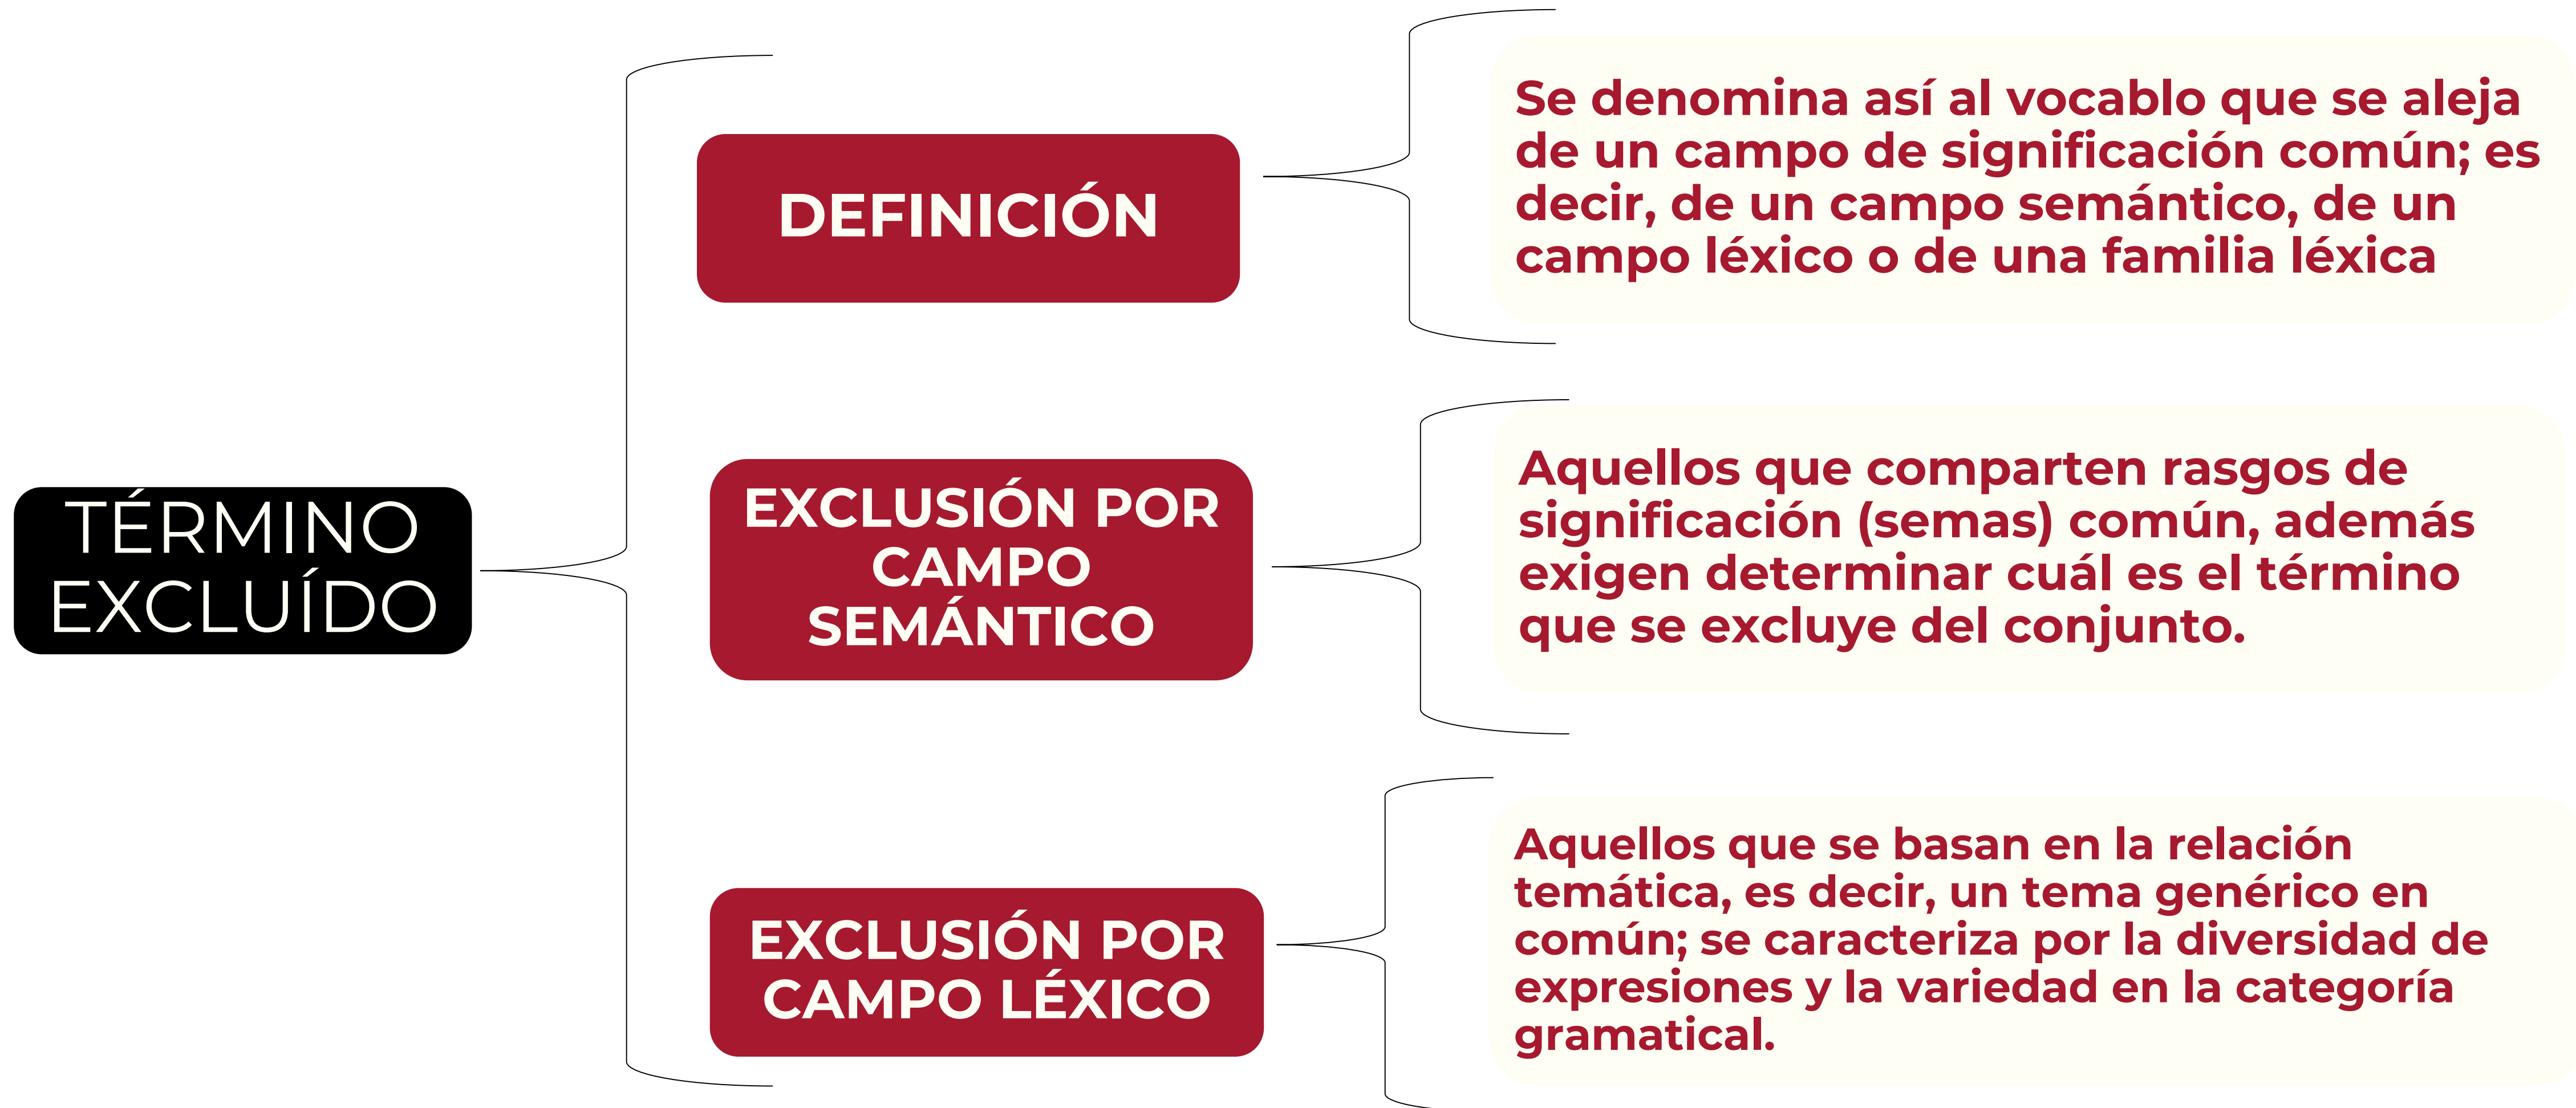 TÉRMINO
EXCLUÍDO
DEFINICIÓN
Se denomina así al vocablo que se aleja
de un campo de significación común; es
decir, de un campo semántico, de un
campo léxico o de una familia léxica
EXCLUSIÓN POR
CAMPO
SEMÁNTICO
Aquellos que comparten rasgos de
significación (semas) común, además
exigen determinar cuál es el término
que se excluye del conjunto.
EXCLUSIÓN POR
CAMPO LÉXICO
Aquellos que se basan en la relación
temática, es decir, un tema genérico en
común; se caracteriza por la diversidad de
expresiones y la variedad en la categoría
gramatical.